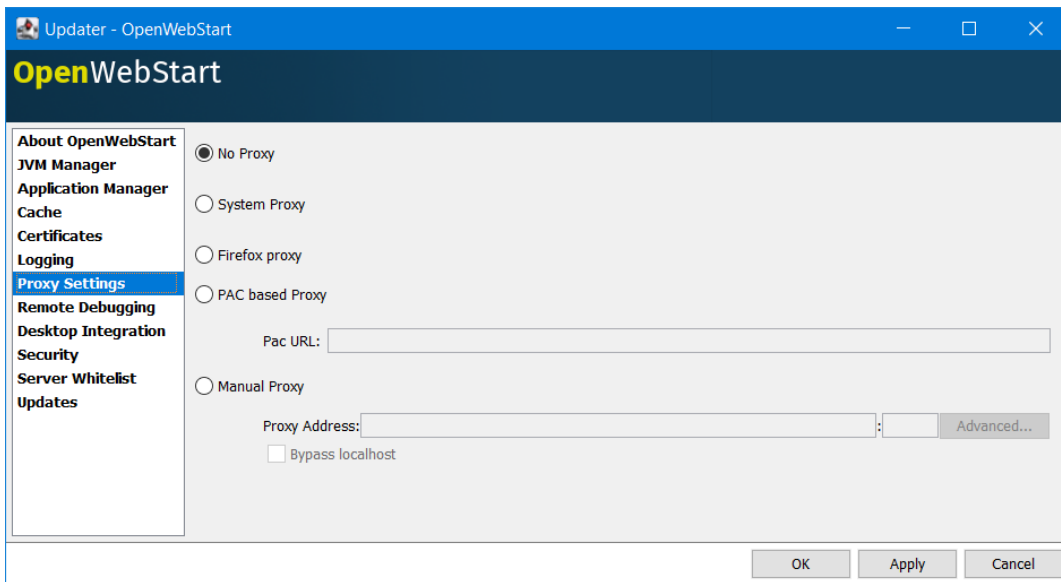 Updater - OpenWebStart
OpenWebStart
About OpenWebStart
JVM Manager
Application Manager
Cache
Certificates
Logging
Proxy Settings
Remote Debugging
Desktop Integration
Security
Server Whitelist
Updates
No Proxy
System Proxy
Firefox proxy
PAC based Proxy
Pac URL:
Manual Proxy
Proxy Address: : Advanced...
Bypass localhost
OK Apply Cancel